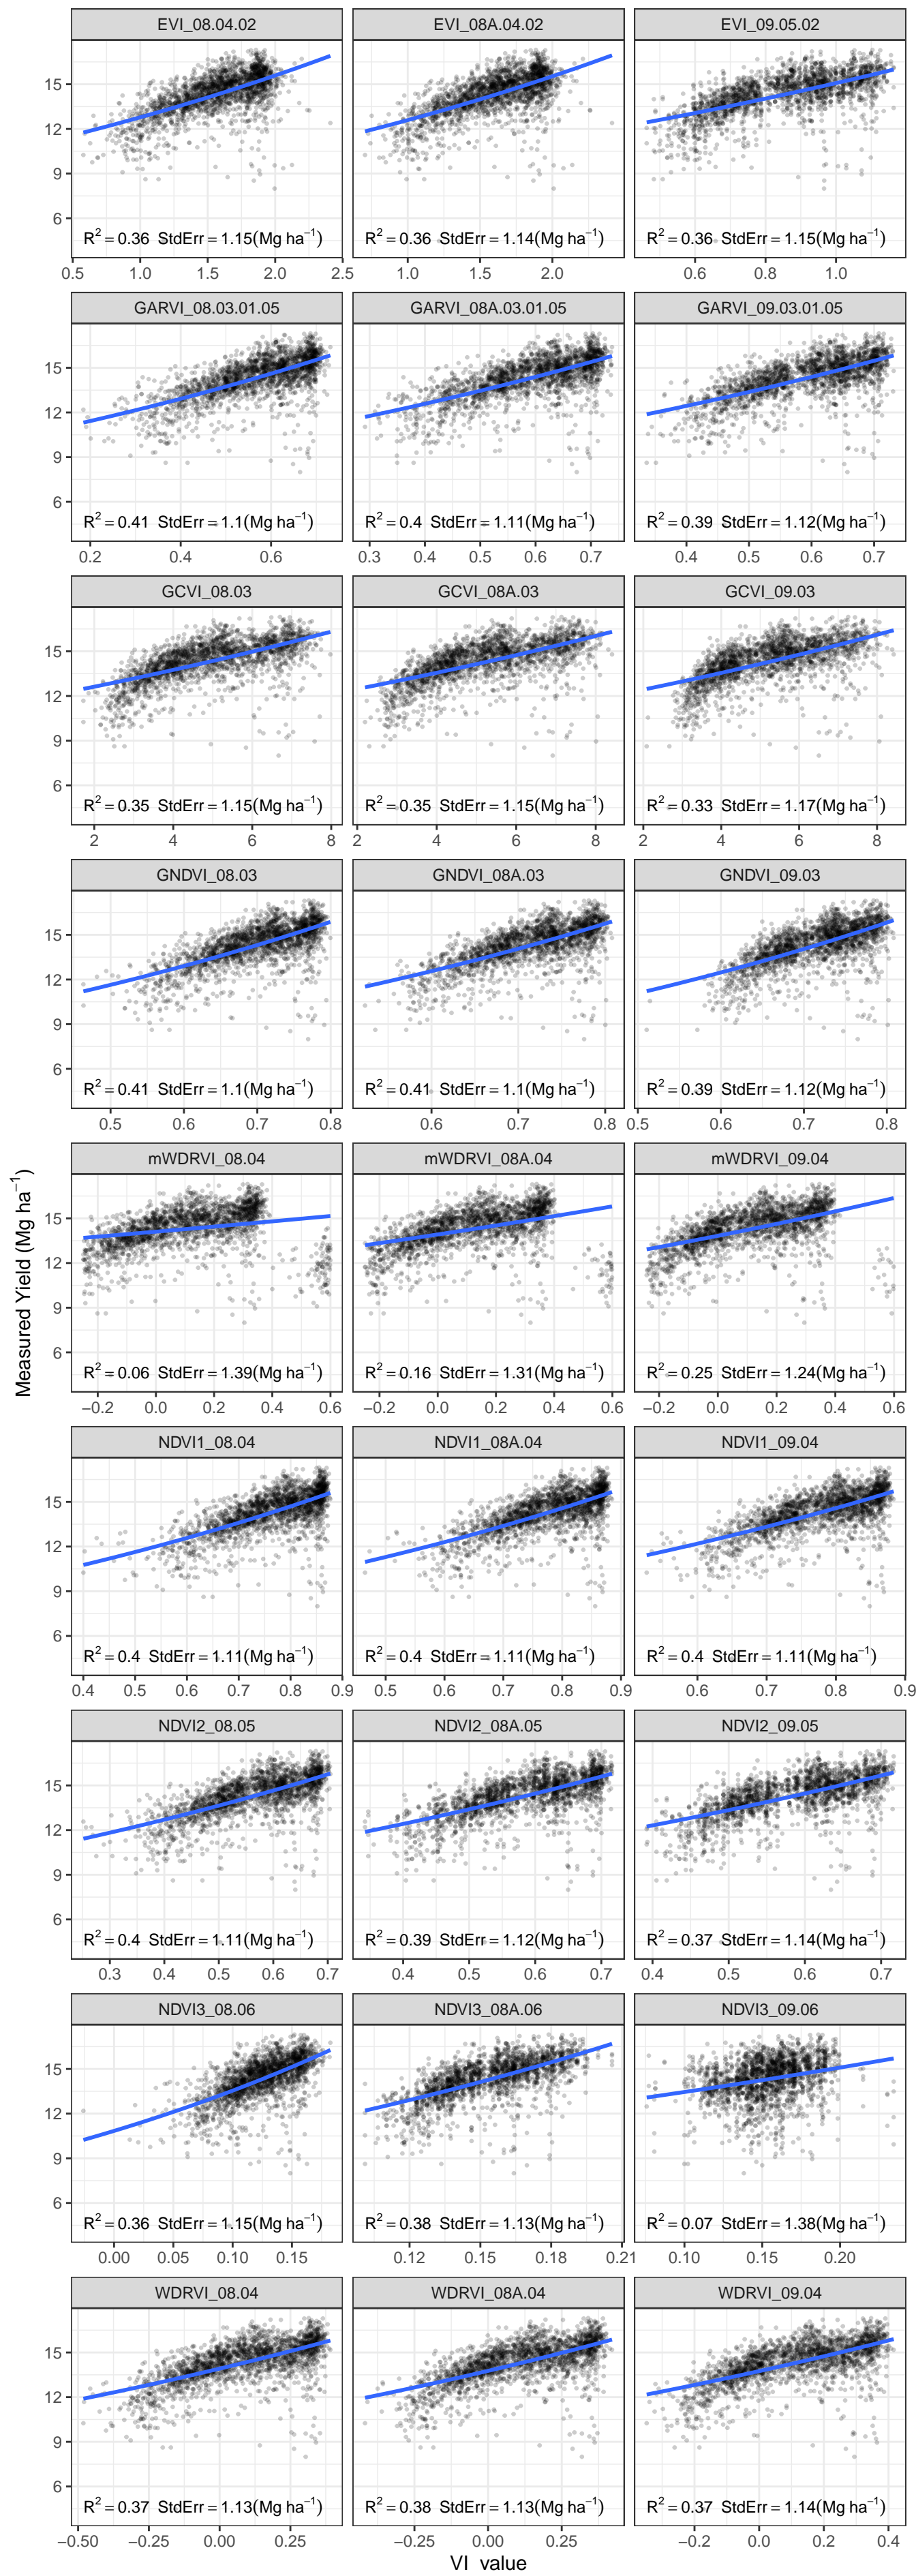 EVI_08.04.02 EVI_08A.04.02 EVI_09.05.02
15
12
9
6
R² = 0.36 StdErr = 1.15(Mg ha⁻¹) R² = 0.36 StdErr = 1.14(Mg ha⁻¹) R² = 0.36 StdErr = 1.15(Mg ha⁻¹)
0.5 1.0 1.5 2.0 2.5 1.0 1.5 2.0 0.6 0.8 1.0
GARVI_08.03.01.05 GARVI_08A.03.01.05 GARVI_09.03.01.05
15
12
9
6
R² = 0.41 StdErr = 1.1(Mg ha⁻¹) R² = 0.4 StdErr = 1.11(Mg ha⁻¹) R² = 0.39 StdErr = 1.12(Mg ha⁻¹)
0.2 0.4 0.6 0.3 0.4 0.5 0.6 0.7 0.4 0.5 0.6 0.7
GCVI_08.03 GCVI_08A.03 GCVI_09.03
15
12
9
6
R² = 0.35 StdErr = 1.15(Mg ha⁻¹) R² = 0.35 StdErr = 1.15(Mg ha⁻¹) R² = 0.33 StdErr = 1.17(Mg ha⁻¹)
2 4 6 8 2 4 6 8 2 4 6 8
GNDVI_08.03 GNDVI_08A.03 GNDVI_09.03
15
12
9
6
R² = 0.41 StdErr = 1.1(Mg ha⁻¹) R² = 0.41 StdErr = 1.1(Mg ha⁻¹) R² = 0.39 StdErr = 1.12(Mg ha⁻¹)
0.5 0.6 0.7 0.8 0.6 0.7 0.8 0.5 0.6 0.7 0.8
Measured Yield (Mg ha⁻¹)
mWDRVI_08.04 mWDRVI_08A.04 mWDRVI_09.04
15
12
9
6
R² = 0.06 StdErr = 1.39(Mg ha⁻¹) R² = 0.16 StdErr = 1.31(Mg ha⁻¹) R² = 0.25 StdErr = 1.24(Mg ha⁻¹)
−0.2 0.0 0.2 0.4 0.6 −0.2 0.0 0.2 0.4 0.6 −0.2 0.0 0.2 0.4 0.6
NDVI1_08.04 NDVI1_08A.04 NDVI1_09.04
15
12
9
6
R² = 0.4 StdErr = 1.11(Mg ha⁻¹) R² = 0.4 StdErr = 1.11(Mg ha⁻¹) R² = 0.4 StdErr = 1.11(Mg ha⁻¹)
0.4 0.5 0.6 0.7 0.8 0.9 0.5 0.6 0.7 0.8 0.9 0.6 0.7 0.8 0.9
NDVI2_08.05 NDVI2_08A.05 NDVI2_09.05
15
12
9
6
R² = 0.4 StdErr = 1.11(Mg ha⁻¹) R² = 0.39 StdErr = 1.12(Mg ha⁻¹) R² = 0.37 StdErr = 1.14(Mg ha⁻¹)
0.3 0.4 0.5 0.6 0.7 0.4 0.5 0.6 0.7 0.4 0.5 0.6 0.7
NDVI3_08.06 NDVI3_08A.06 NDVI3_09.06
15
12
9
6
R² = 0.36 StdErr = 1.15(Mg ha⁻¹) R² = 0.38 StdErr = 1.13(Mg ha⁻¹) R² = 0.07 StdErr = 1.38(Mg ha⁻¹)
0.00 0.05 0.10 0.15 0.12 0.15 0.18 0.21 0.10 0.15 0.20
WDRVI_08.04 WDRVI_08A.04 WDRVI_09.04
15
12
9
6
R² = 0.37 StdErr = 1.13(Mg ha⁻¹) R² = 0.38 StdErr = 1.13(Mg ha⁻¹) R² = 0.37 StdErr = 1.14(Mg ha⁻¹)
−0.50 −0.25 0.00 0.25 −0.25 0.00 0.25 −0.2 0.0 0.2 0.4
VI value